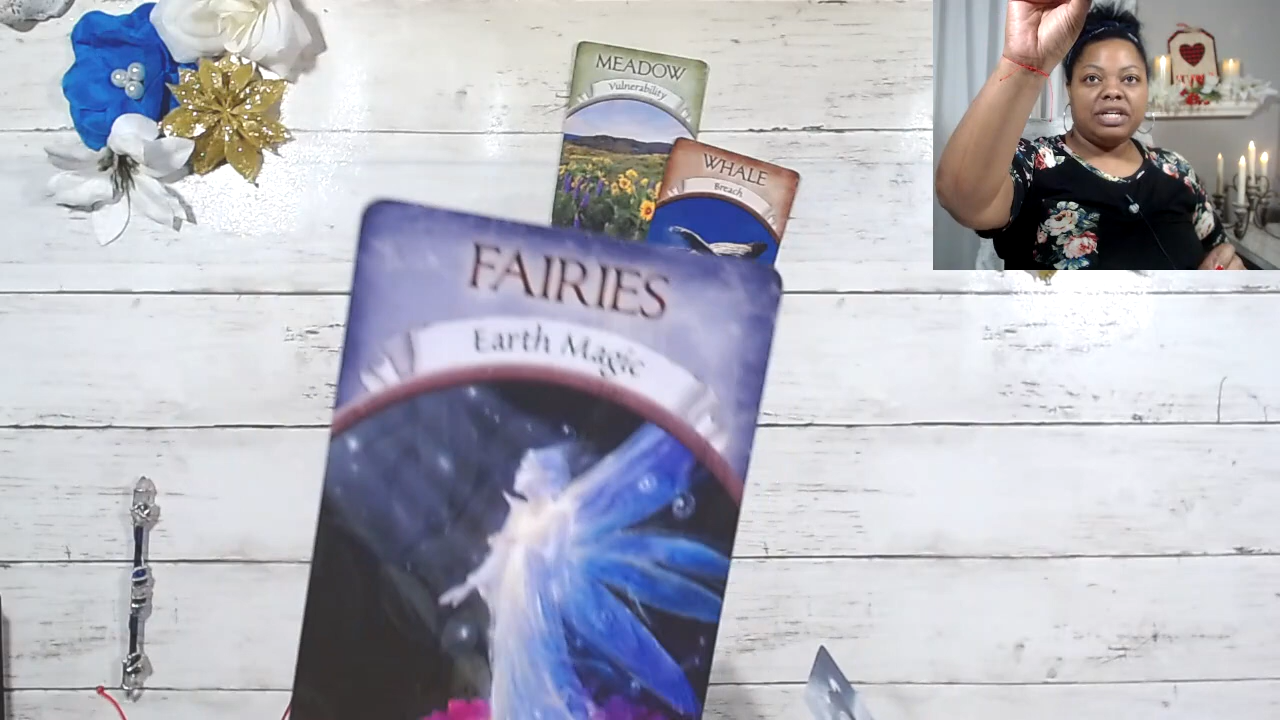 MEADOW
Vulnerability
WHALE
Breach
FAIRIES
Earth Magic